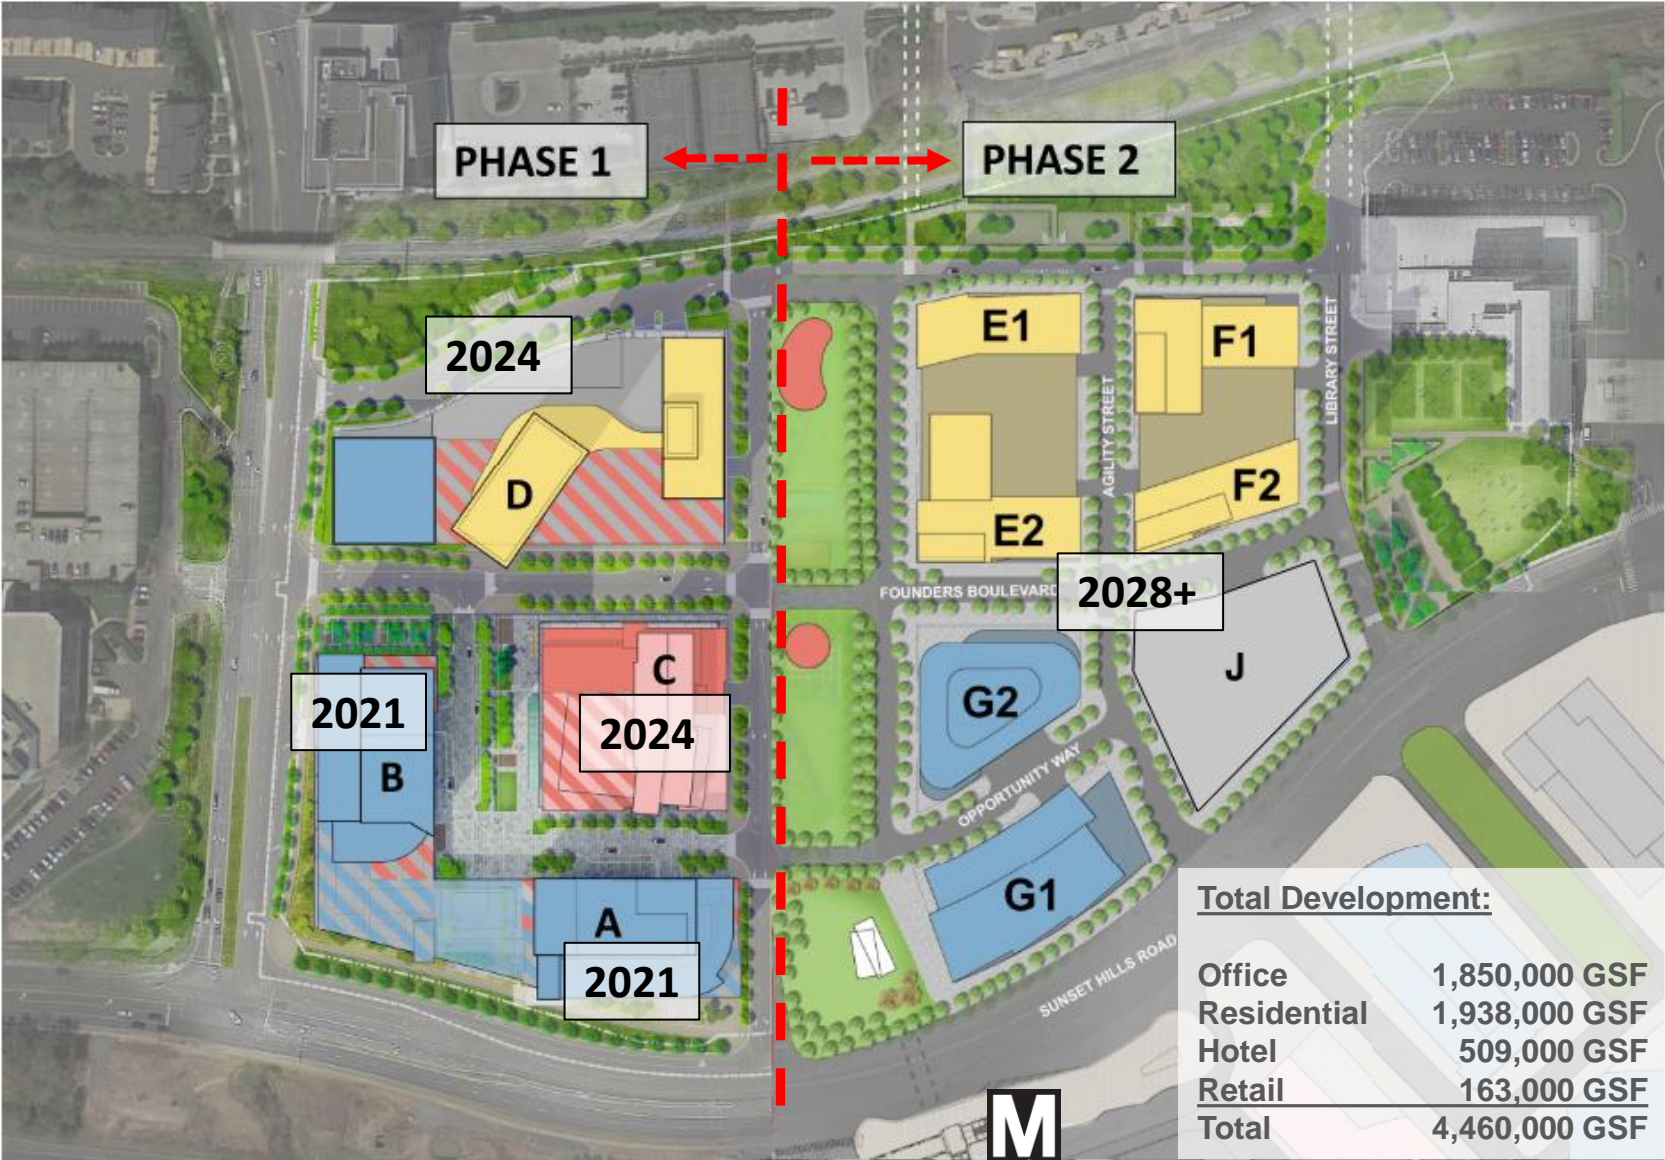 PHASE 1
PHASE 2
2024
E1
F1
LIBRARY STREET
AGILITY STREET
D
F2
E2
FOUNDERS BOULEVARD
2028+
C
J
2021
G2
2024
B
OPPORTUNITY WAY
G1
A
2021
SUNSET HILLS ROAD
M
Total Development:
Office 1,850,000 GSF
Residential 1,938,000 GSF
Hotel 509,000 GSF
Retail 163,000 GSF
Total 4,460,000 GSF